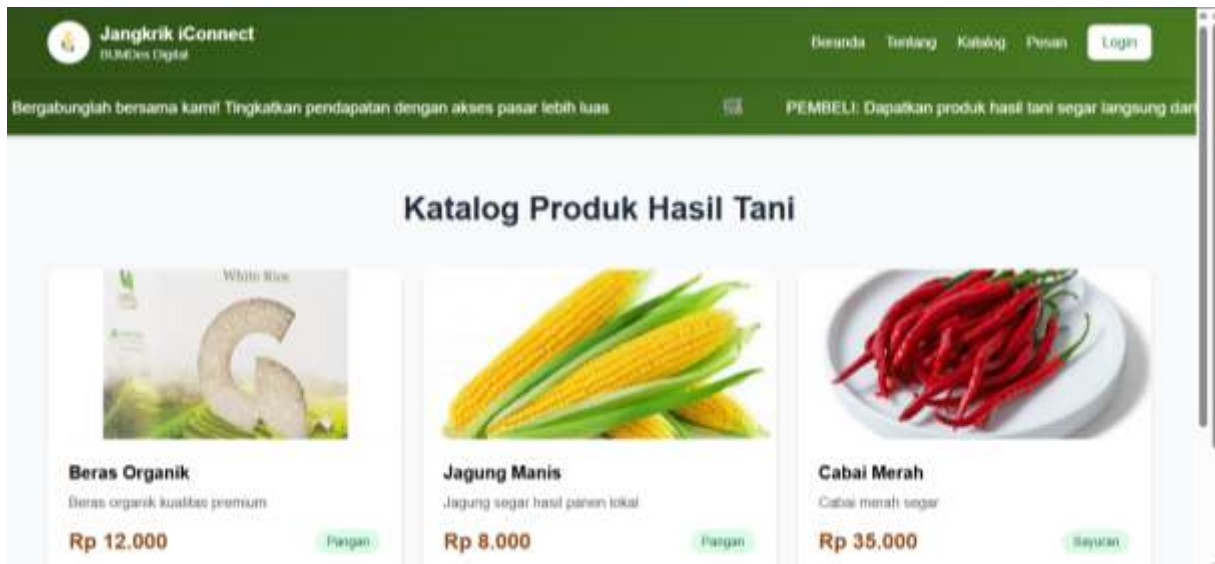 Jangkrik iConnect
BUMDes Digital
Beranda Tentang Katalog Pesan Login
Bergabunglah bersama kami! Tingkatkan pendapatan dengan akses pasar lebih luas
PEMBELI: Dapatkan produk hasil tani segar langsung dari
Katalog Produk Hasil Tani
White Rice
Beras Organik
Beras organik kualitas premium
Rp 12.000 Pangan
Jagung Manis
Jagung segar hasil panen lokal
Rp 8.000 Pangan
Cabai Merah
Cabai merah segar
Rp 35.000 Sayuran